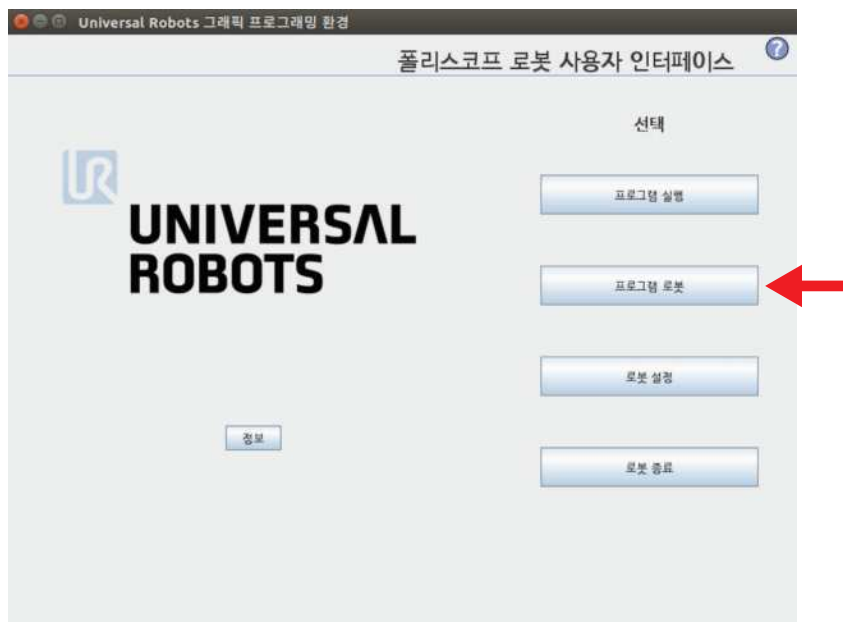 Universal Robots 그래픽 프로그래밍 환경
폴리스코프 로봇 사용자 인터페이스
?
선택
UR
UNIVERSAL
ROBOTS
프로그램 실행
프로그램 로봇
로봇 설정
정보
로봇 종료